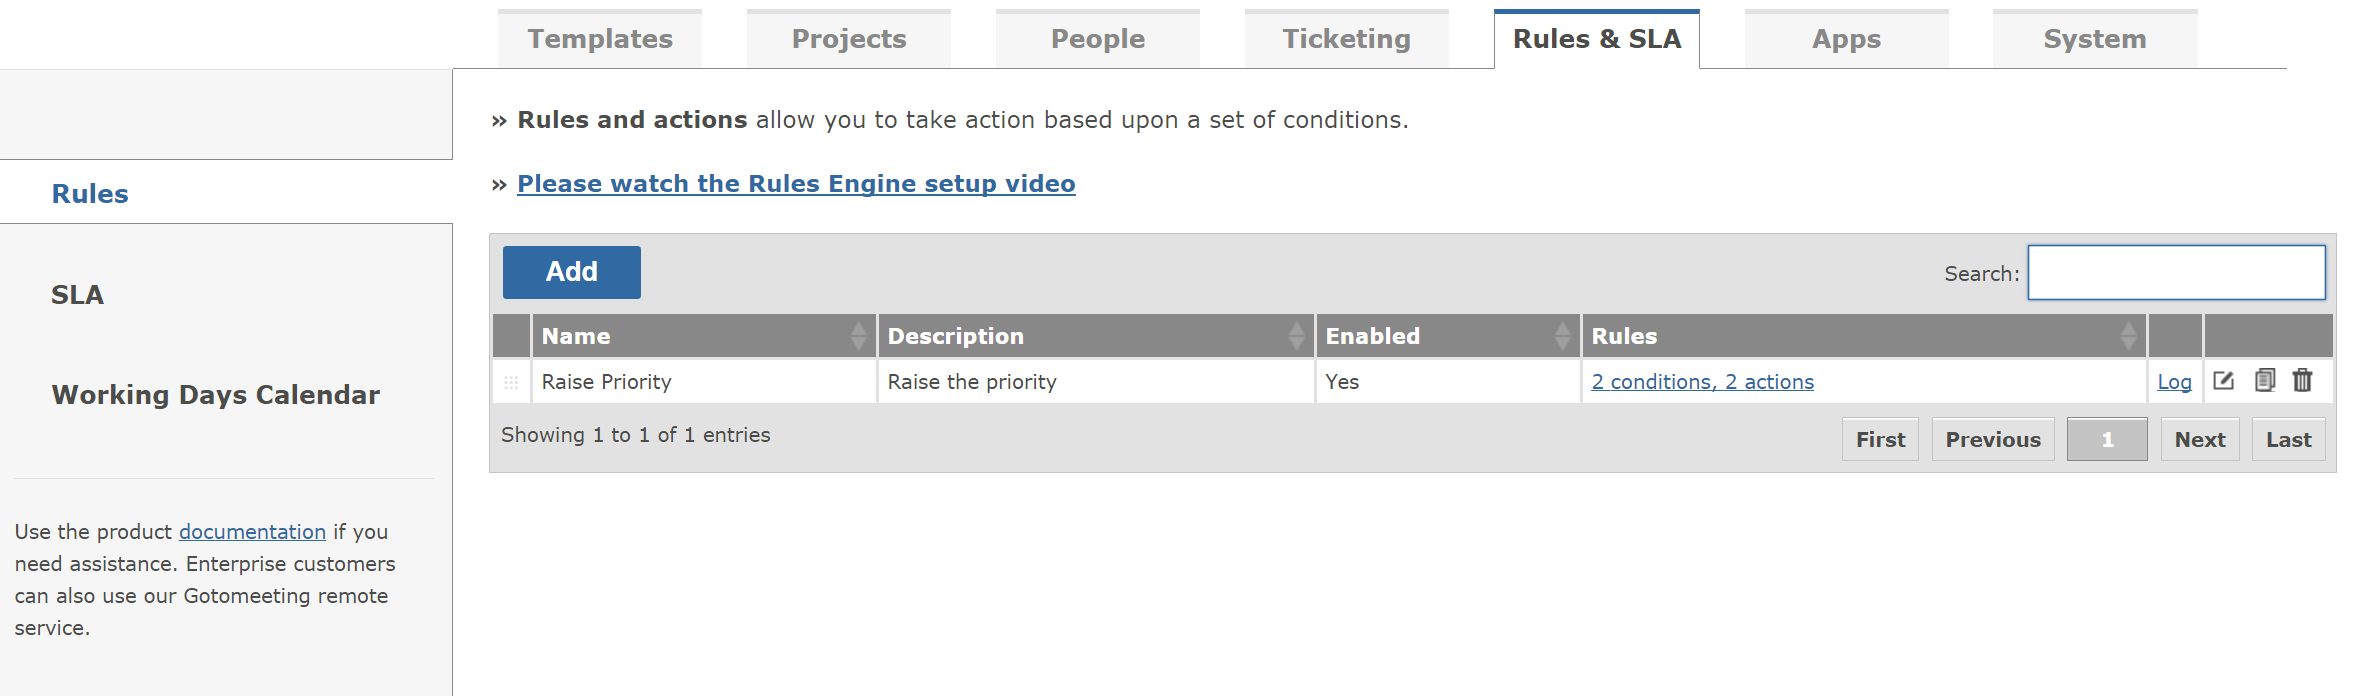 Templates Projects People Ticketing Rules & SLA Apps System
» Rules and actions allow you to take action based upon a set of conditions.
» Please watch the Rules Engine setup video
Rules
SLA
Working Days Calendar
Use the product documentation if you
need assistance. Enterprise customers
can also use our Gotomeeting remote
service.
Add Search:
Name Description Enabled Rules
Raise Priority Raise the priority Yes 2 conditions, 2 actions Log
Showing 1 to 1 of 1 entries First Previous 1 Next Last